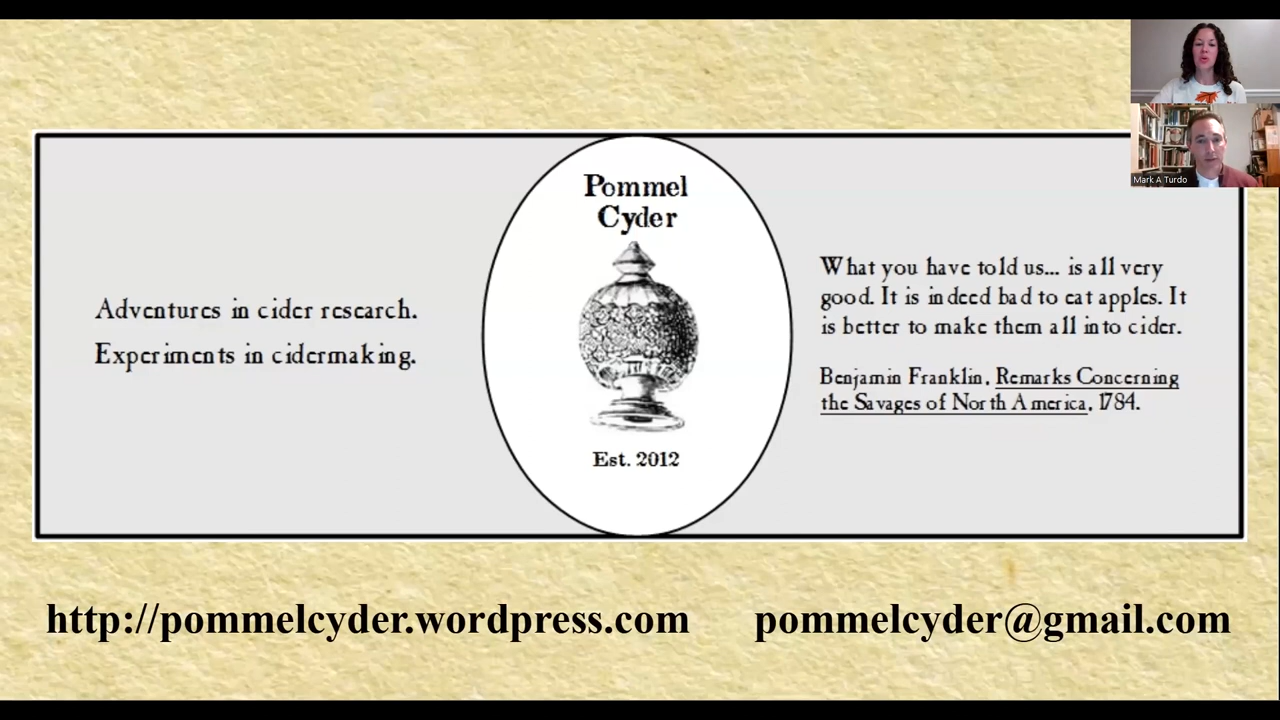 Mark A Turdo
Pommel
Cyder
Est. 2012
Adventures in cider research.
Experiments in cidermaking.
What you have told us... is all very
good. It is indeed bad to eat apples. It
is better to make them all into cider.
Benjamin Franklin, Remarks Concerning
the Savages of North America, 1784.
http://pommelcyder.wordpress.com
pommelcyder@gmail.com